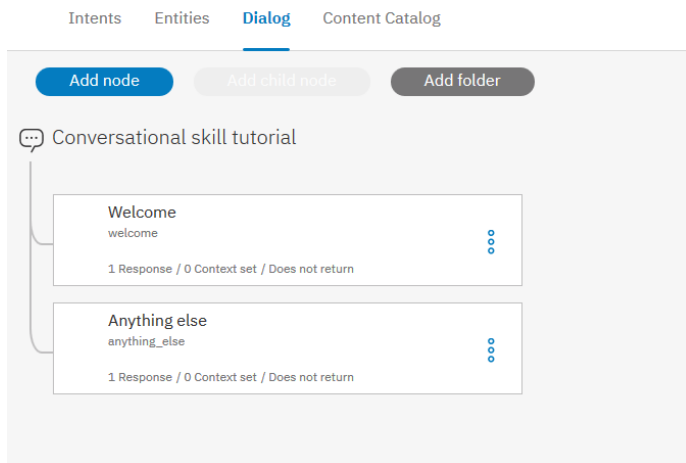 Intents Entities Dialog Content Catalog
Add node Add child node Add folder
Conversational skill tutorial
Welcome
welcome
1 Response / 0 Context set / Does not return
Anything else
anything_else
1 Response / 0 Context set / Does not return